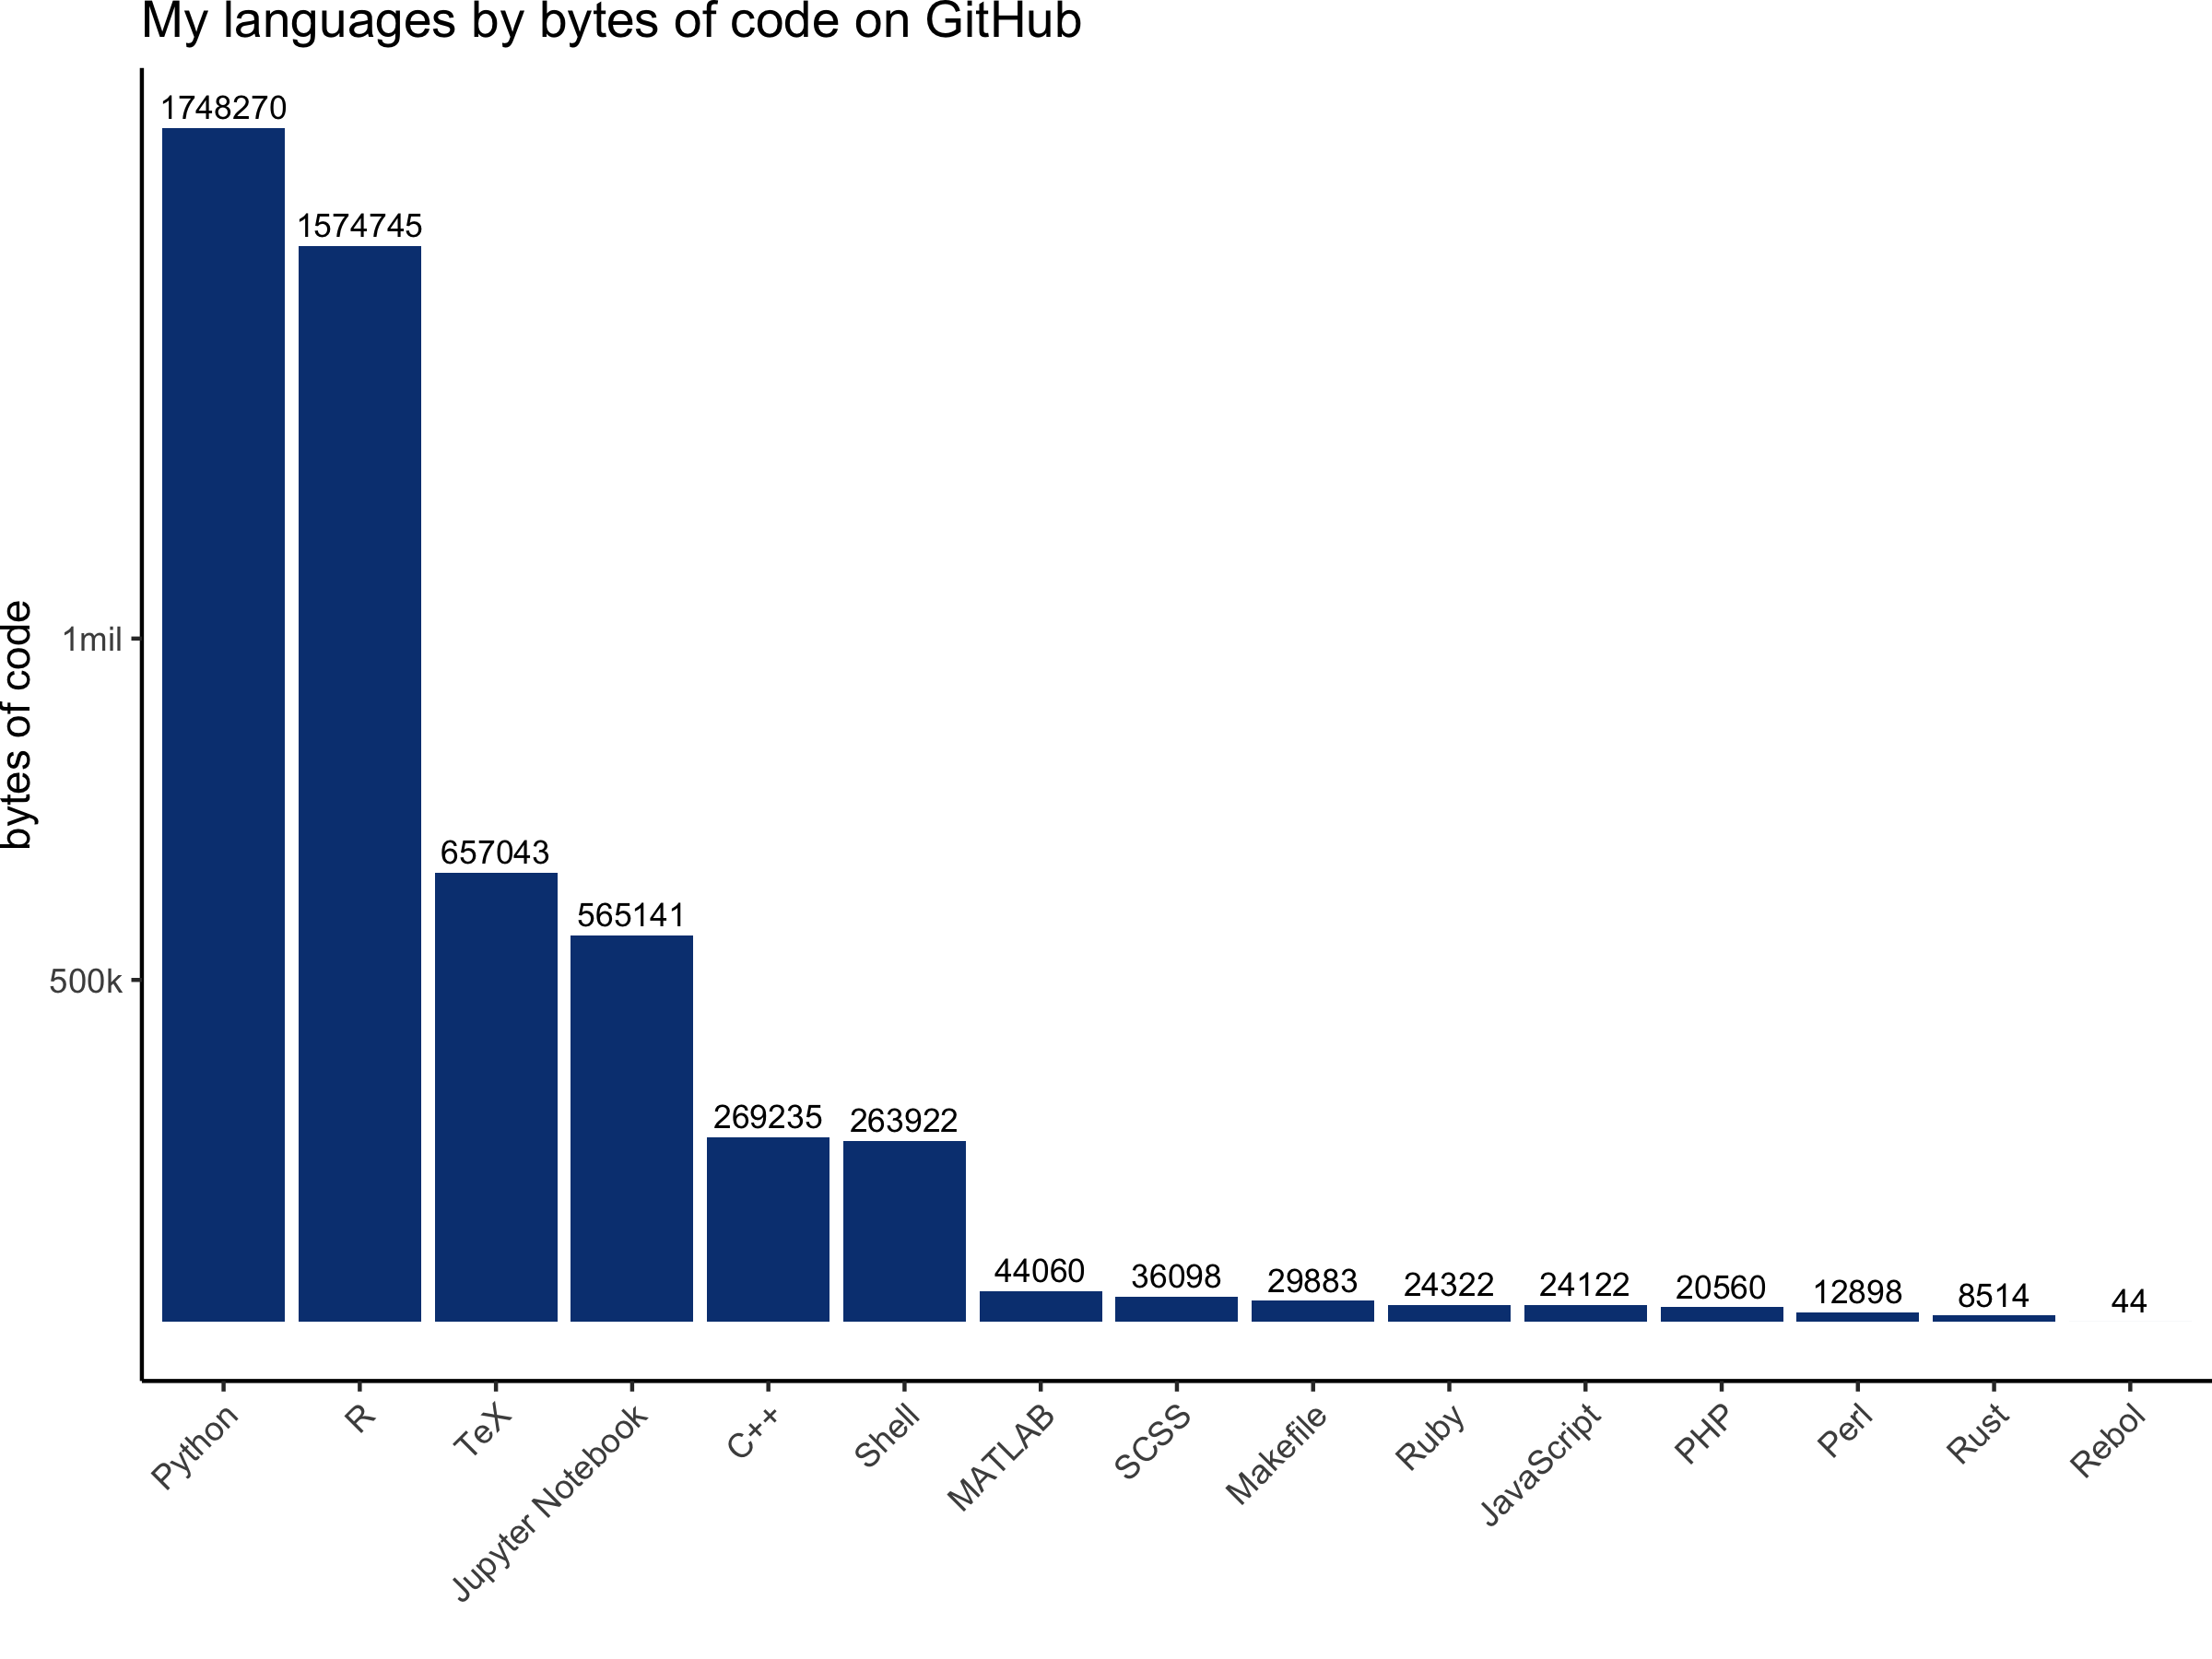 My languages by bytes of code on GitHub
bytes of code
1mil
500k
1748270
1574745
657043
565141
269235
263922
44060
36098
29883
24322
24122
20560
12898
8514
44
Python
R
TeX
Jupyter Notebook
C++
Shell
MATLAB
SCSS
Makefile
Ruby
JavaScript
PHP
Perl
Rust
Rebol